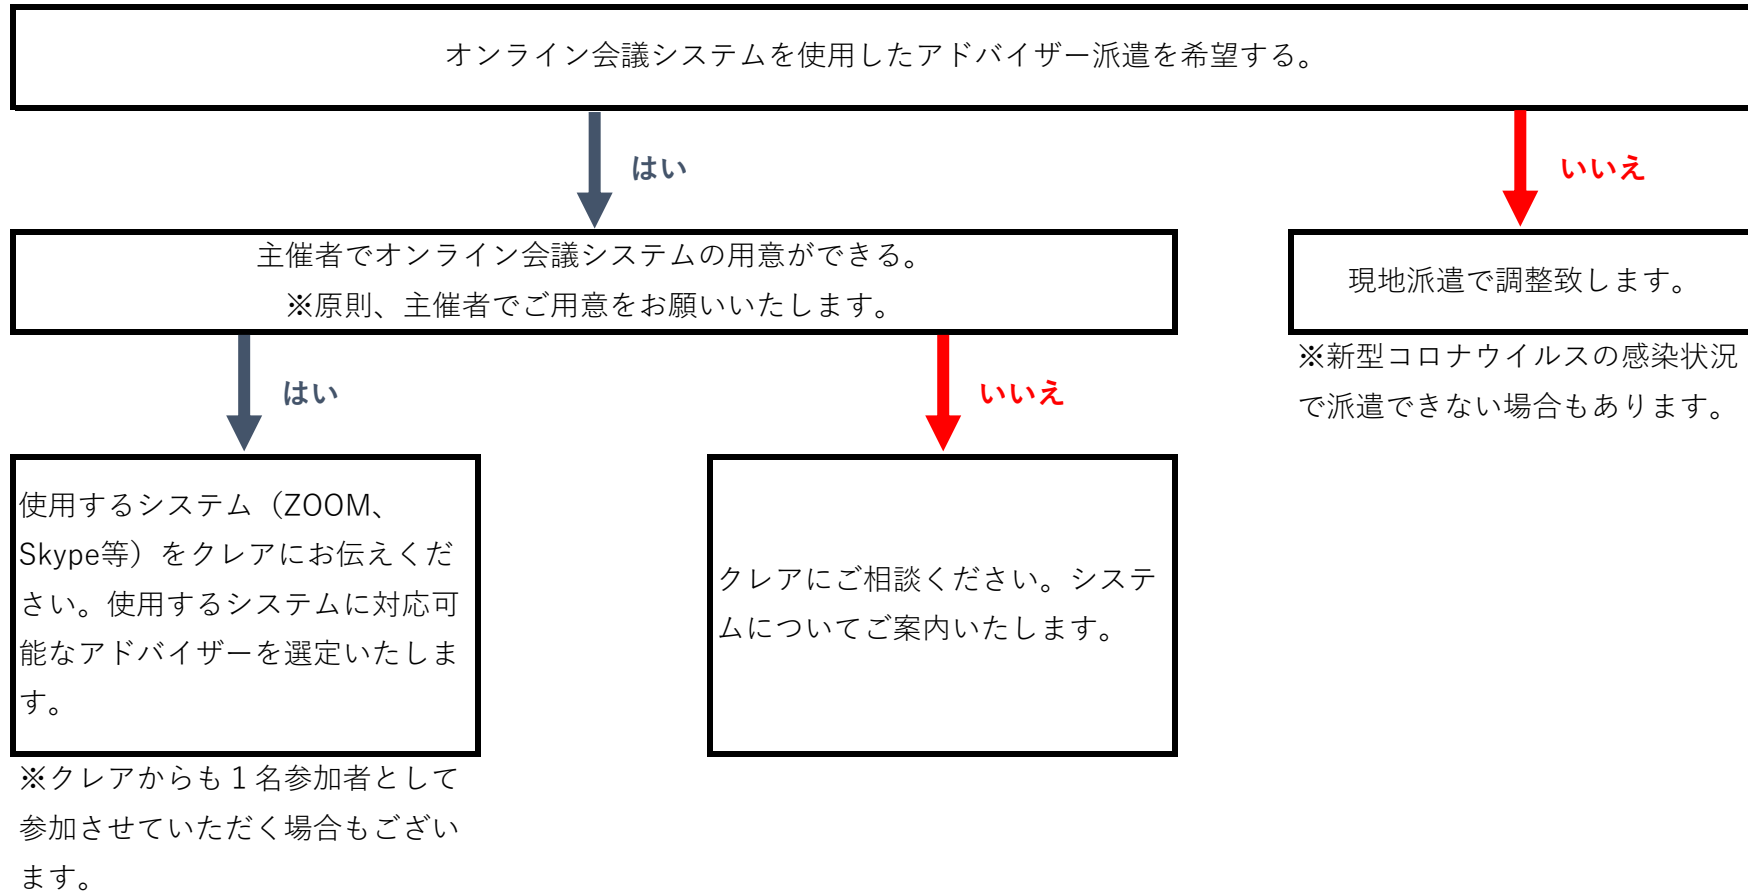 オンライン会議システムを使用したアドバイザー派遣を希望する。
はい
いいえ
主催者でオンライン会議システムの用意ができる。
※原則、主催者でご用意をお願いいたします。
現地派遣で調整致します。
※新型コロナウイルスの感染状況
で派遣できない場合もあります。
はい
いいえ
使用するシステム（ZOOM、
Skype等）をクレアにお伝えくだ
さい。使用するシステムに対応可
能なアドバイザーを選定いたしま
す。
クレアにご相談ください。システ
ムについてご案内いたします。
※クレアからも１名参加者として
参加させていただく場合もござい
ます。